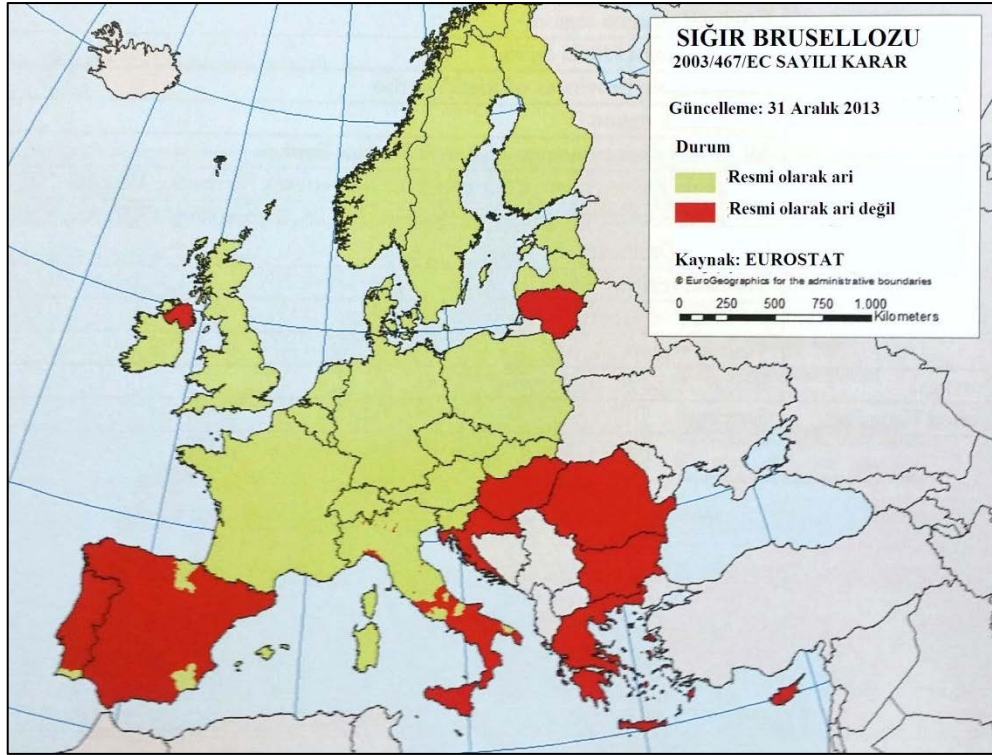 SIĞIR BRUSELLOZU
2003/467/EC SAYILI KARAR
Güncelleme: 31 Aralık 2013
Durum
Resmi olarak ari
Resmi olarak ari değil
Kaynak: EUROSTAT
© EuroGeographics for the administrative boundaries
0 250 500 750 1.000
Kilometers